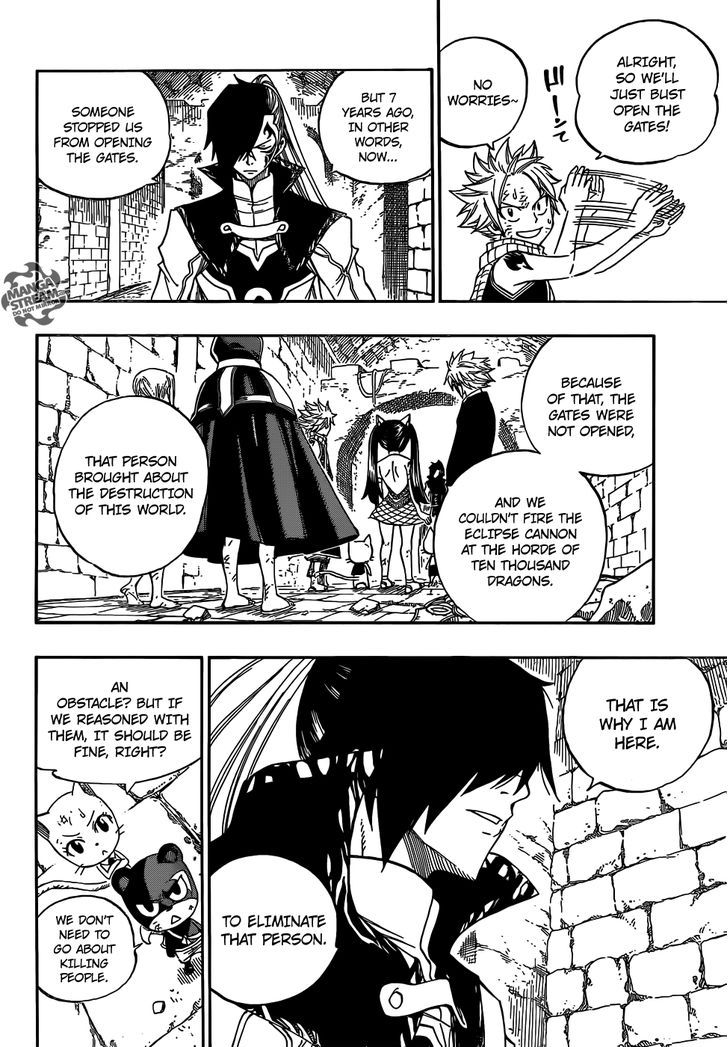 ALRIGHT,
SO WE'LL
JUST BUST
OPEN THE
GATES!
NO
WORRIES~
ドーン
BUT 7
YEARS AGO,
IN OTHER
WORDS,
NOW...
SOMEONE
STOPPED US
FROM OPENING
THE GATES.
MANGA
STREAM
DO NOT MIRROR
BECAUSE
OF THAT, THE
GATES WERE
NOT OPENED,
AND WE
COULDN'T FIRE THE
ECLIPSE CANNON
AT THE HORDE OF
TEN THOUSAND
DRAGONS.
THAT PERSON
BROUGHT ABOUT
THE DESTRUCTION
OF THIS WORLD.
THAT IS
WHY I AM
HERE.
TO ELIMINATE
THAT PERSON.
AN
OBSTACLE? BUT IF
WE REASONED WITH
THEM, IT SHOULD BE
FINE, RIGHT?
WE DON'T
NEED TO
GO ABOUT
KILLING
PEOPLE.